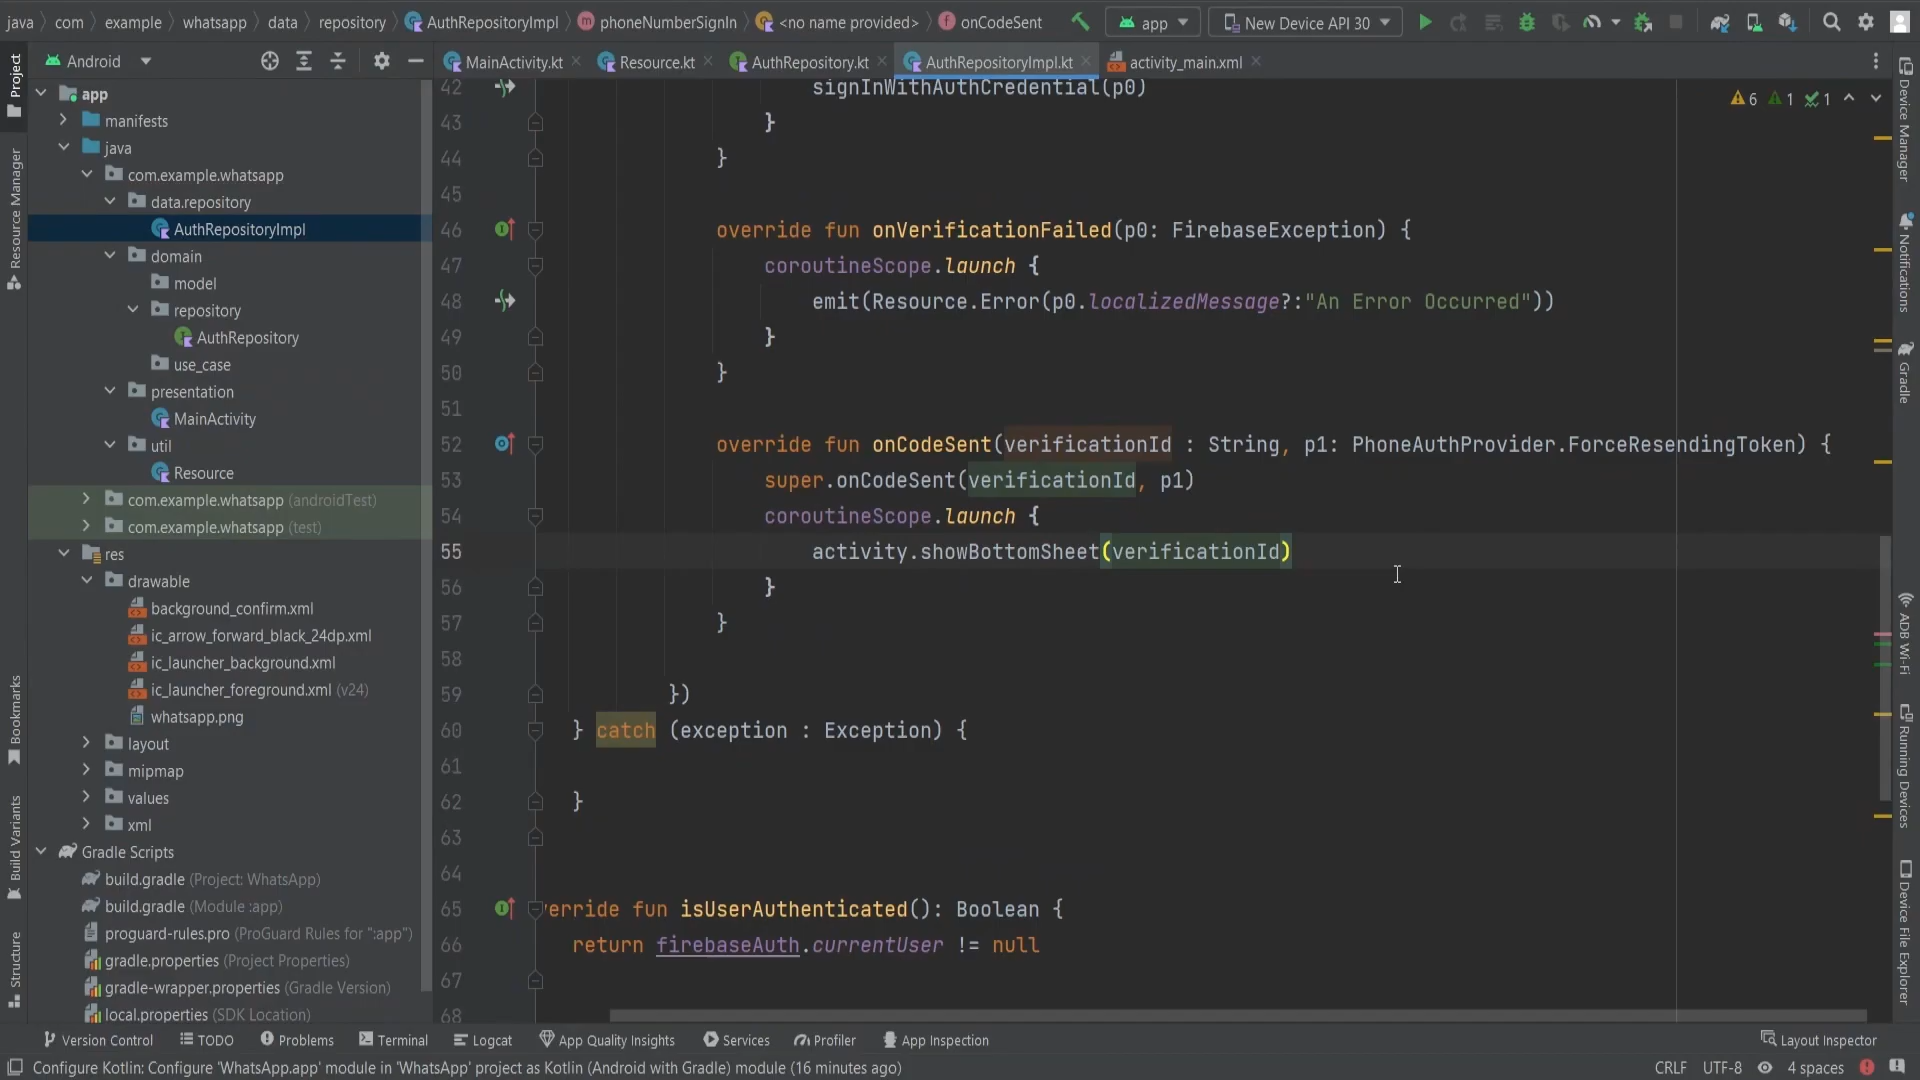 java com example whatsapp data repository AuthRepositoryImpl phoneNumberSignIn <no name provided> onCodeSent app New Device API 30
Android
MainActivity.kt Resource.kt AuthRepository.kt AuthRepositoryImpl.kt activity_main.xml
Project
Resource Manager
Bookmarks
Build Variants
Structure
app
manifests
java
com.example.whatsapp
data.repository
AuthRepositoryImpl
domain
model
repository
AuthRepository
use_case
presentation
MainActivity
util
Resource
com.example.whatsapp (androidTest)
com.example.whatsapp (test)
res
drawable
background_confirm.xml
ic_arrow_forward_black_24dp.xml
ic_launcher_background.xml
ic_launcher_foreground.xml (v24)
whatsapp.png
layout
mipmap
values
xml
Gradle Scripts
build.gradle (Project: WhatsApp)
build.gradle (Module :app)
proguard-rules.pro (ProGuard Rules for ":app")
gradle.properties (Project Properties)
gradle-wrapper.properties (Gradle Version)
local.properties (SDK Location)
6 1 1
42 signInWithAuthCredential(p0)
43 }
44 }
45
46 override fun onVerificationFailed(p0: FirebaseException) {
47 coroutineScope.launch {
48 emit(Resource.Error(p0.localizedMessage?:"An Error Occurred"))
49 }
50 }
51
52 override fun onCodeSent(verificationId : String, p1: PhoneAuthProvider.ForceResendingToken) {
53 super.onCodeSent(verificationId, p1)
54 coroutineScope.launch {
55 activity.showBottomSheet(verificationId)
56 }
57 }
58
59 })
60 } catch (exception : Exception) {
61
62 }
63
64
65 verride fun isUserAuthenticated(): Boolean {
66 return firebaseAuth.currentUser != null
67
68
Device Manager
Notifications
Gradle
ADB Wi-Fi
Running Devices
Device File Explorer
Version Control TODO Problems Terminal Logcat App Quality Insights Services Profiler App Inspection Layout Inspector
Configure Kotlin: Configure 'WhatsApp.app' module in 'WhatsApp' project as Kotlin (Android with Gradle) module (16 minutes ago) CRLF UTF-8 4 spaces